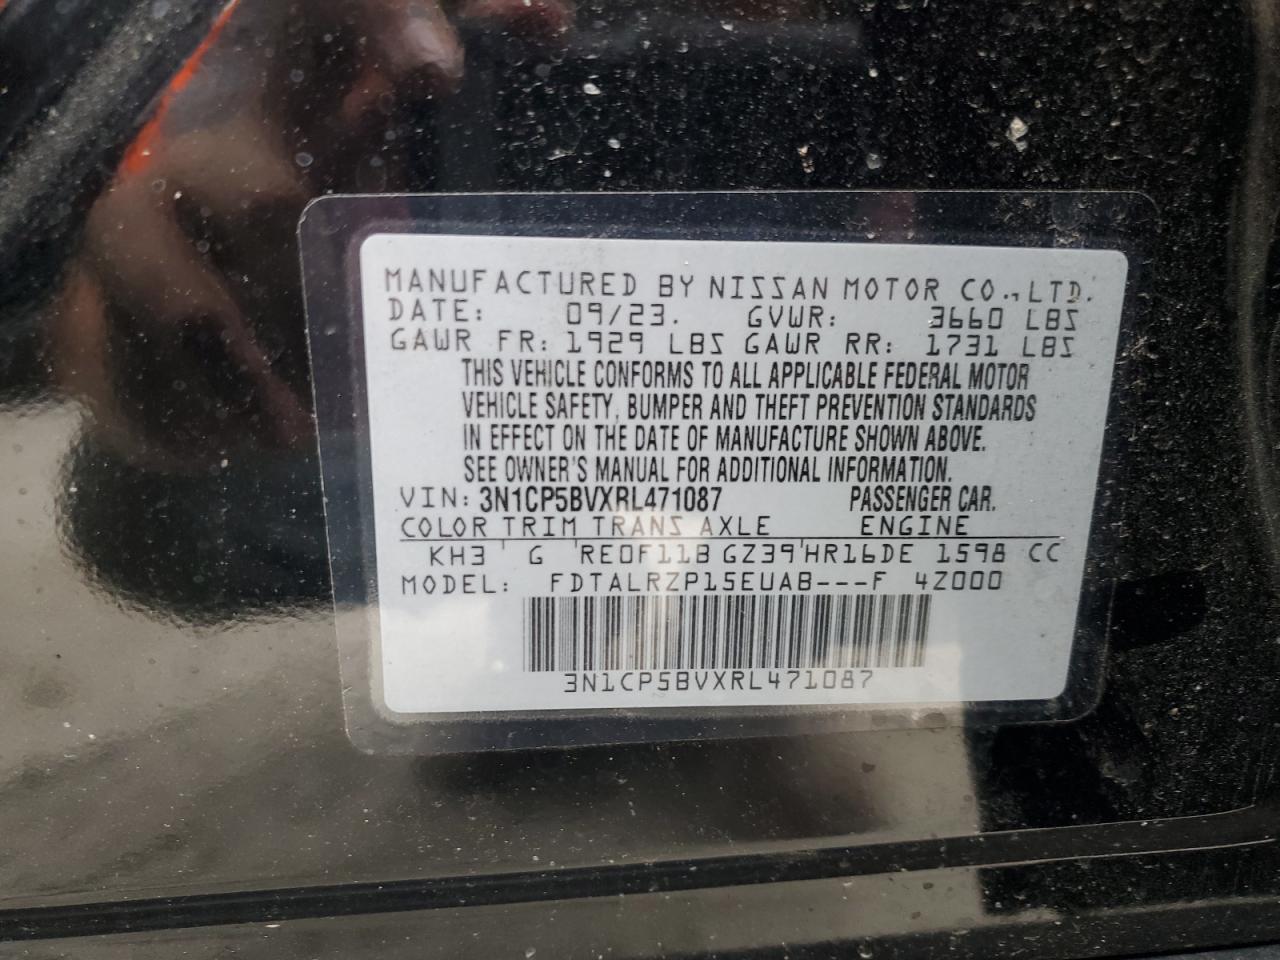 MANUFACTURED BY NISSAN MOTOR CO., LTD.
DATE: 09/23. GVWR: 3660 LBS
GAWR FR: 1929 LBS GAWR RR: 1731 LBS
THIS VEHICLE CONFORMS TO ALL APPLICABLE FEDERAL MOTOR
VEHICLE SAFETY, BUMPER AND THEFT PREVENTION STANDARDS
IN EFFECT ON THE DATE OF MANUFACTURE SHOWN ABOVE.
SEE OWNER'S MANUAL FOR ADDITIONAL INFORMATION.
VIN: 3N1CP5BVXRL471087 PASSENGER CAR.
COLOR TRIM TRANS AXLE ENGINE
KH3 ' G ' RE0F11B GZ39 ' HR16DE 1598 CC
MODEL: FDTALRZP15EUAB---F 4Z000
3N1CP5BVXRL471087